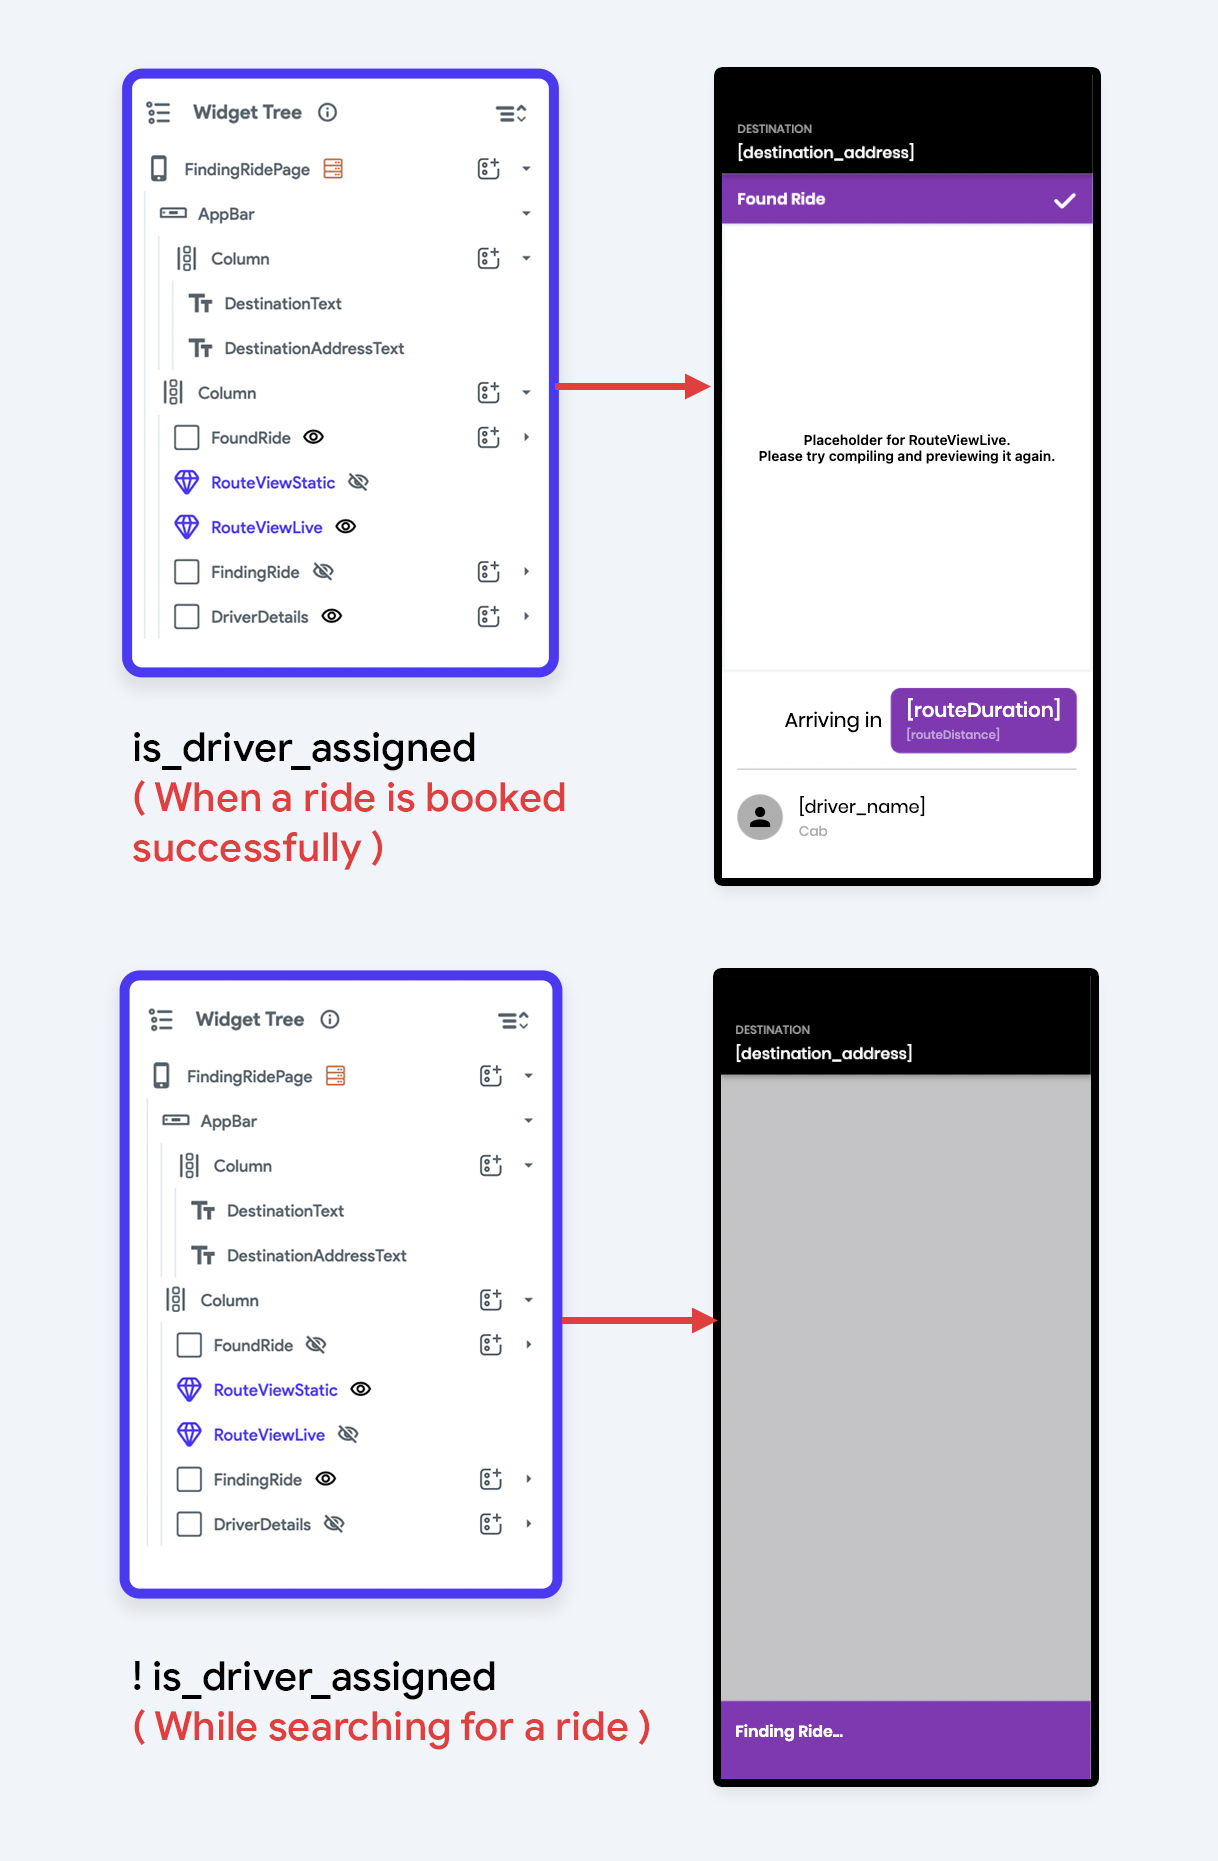 Widget Tree
FindingRidePage
AppBar
Column
DestinationText
DestinationAddressText
Column
FoundRide
RouteViewStatic
RouteViewLive
FindingRide
DriverDetails
is_driver_assigned
( When a ride is booked
successfully )
DESTINATION
[destination_address]
Found Ride
Placeholder for RouteViewLive.
Please try compiling and previewing it again.
Arriving in
[routeDuration]
[routeDistance]
[driver_name]
Cab
Widget Tree
FindingRidePage
AppBar
Column
DestinationText
DestinationAddressText
Column
FoundRide
RouteViewStatic
RouteViewLive
FindingRide
DriverDetails
! is_driver_assigned
( While searching for a ride )
DESTINATION
[destination_address]
Finding Ride...